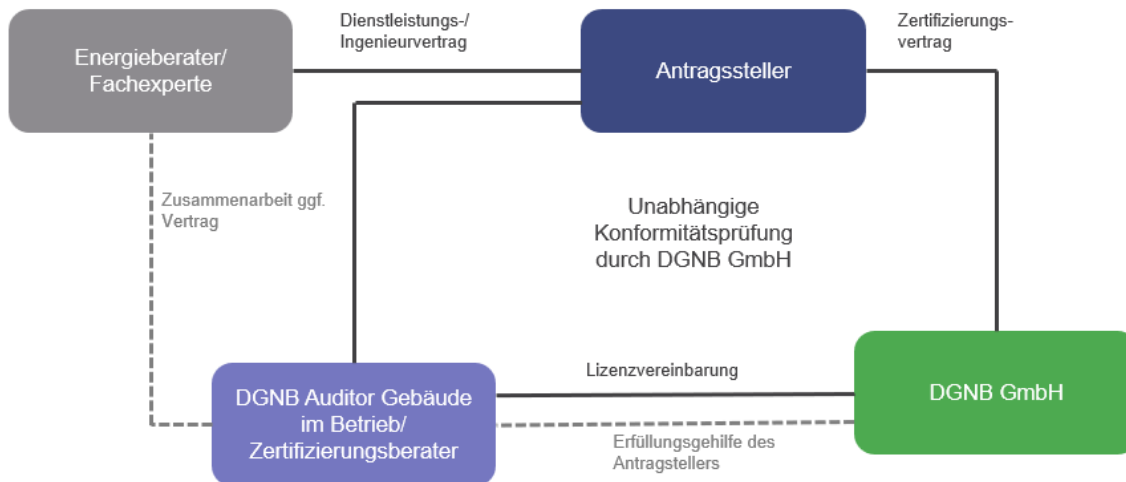 Dienstleistungs-/
Ingenieurvertrag
Zertifizierungs-
vertrag
Energieberater/
Fachexperte
Antragssteller
Zusammenarbeit ggf.
Vertrag
Unabhängige
Konformitätsprüfung
durch DGNB GmbH
Lizenzvereinbarung
DGNB Auditor Gebäude
im Betrieb/
Zertifizierungsberater
DGNB GmbH
Erfüllungsgehilfe des
Antragstellers